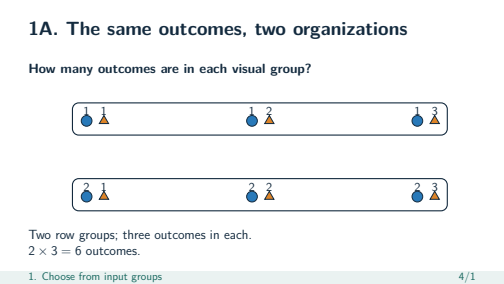 1A. The same outcomes, two organizations
How many outcomes are in each visual group?
1 1 1 2 1 3
2 1 2 2 2 3
Two row groups; three outcomes in each.
2 × 3 = 6 outcomes.
1. Choose from input groups 4/1